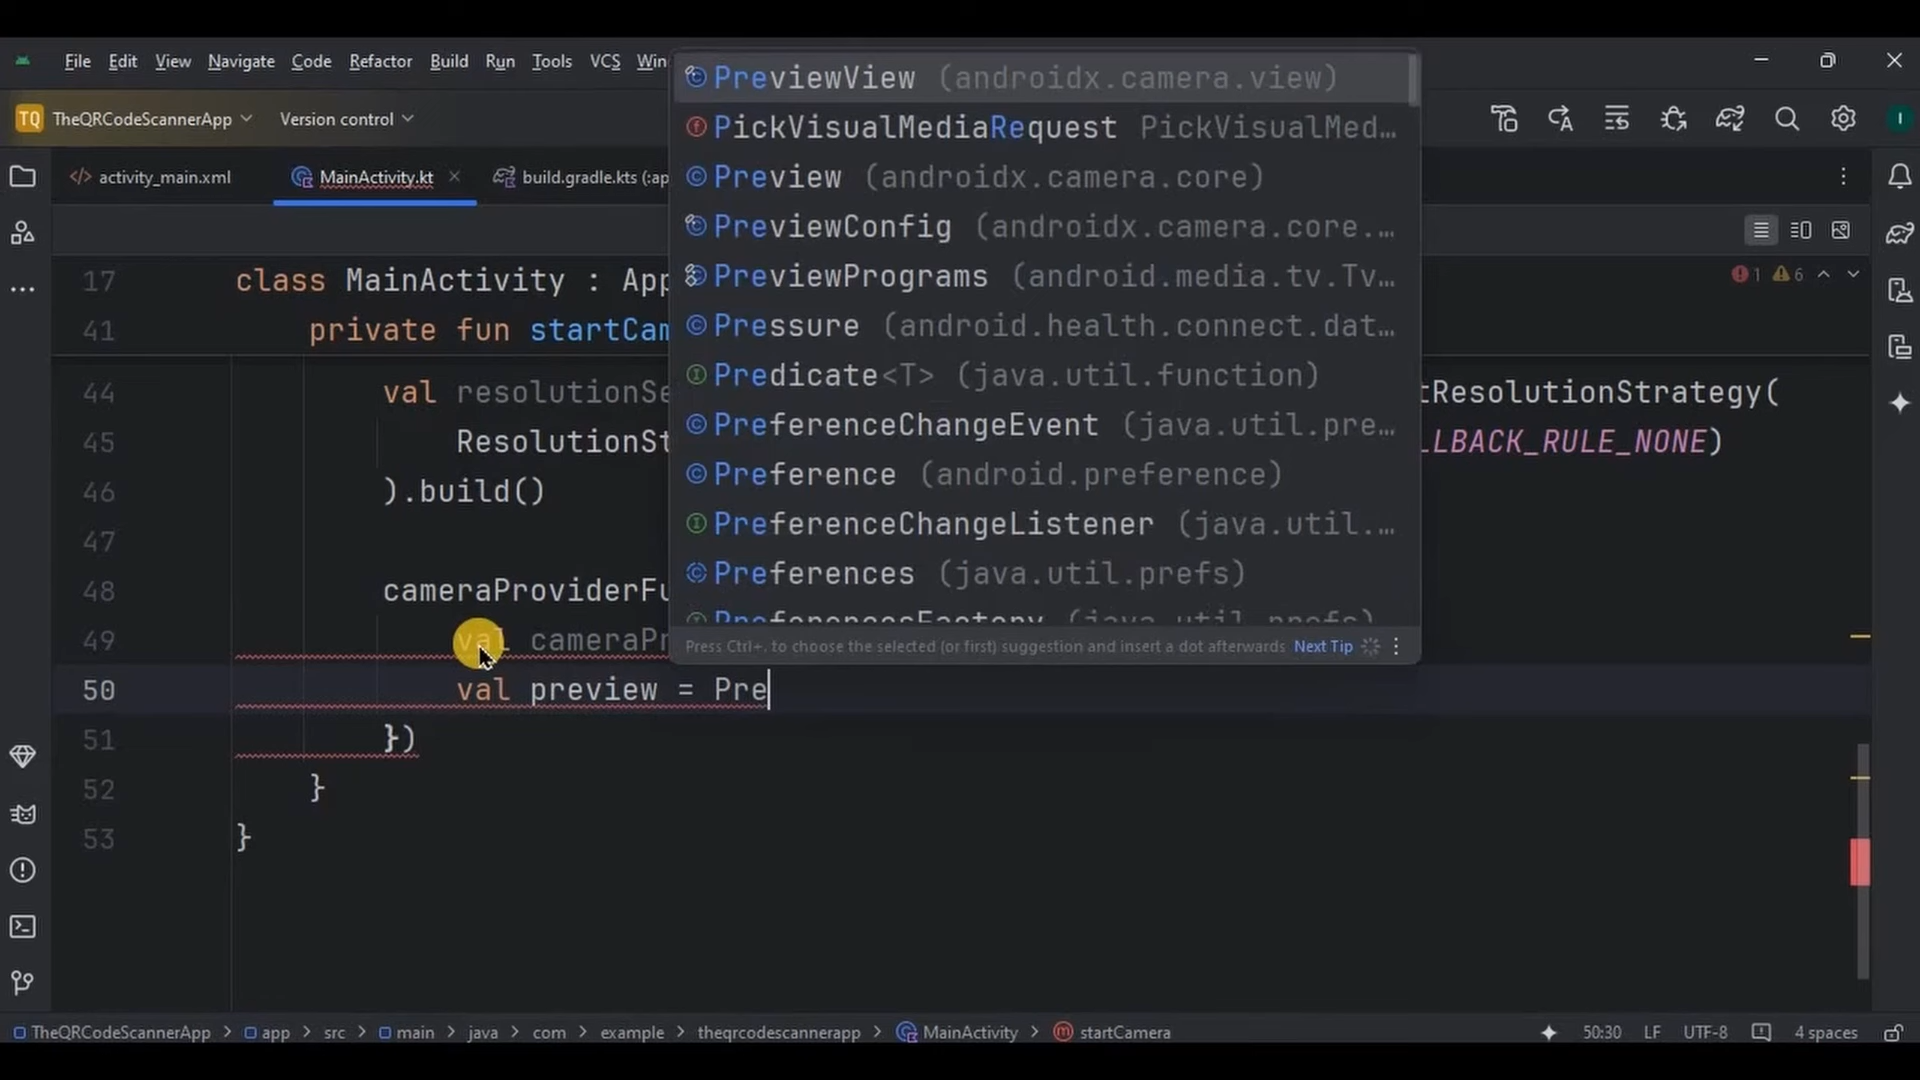 File Edit View Navigate Code Refactor Build Run Tools VCS Win
TQ TheQRCodeScannerApp Version control
activity_main.xml MainActivity.kt build.gradle.kts (:ap
PreviewView (androidx.camera.view)
PickVisualMediaRequest PickVisualMed...
Preview (androidx.camera.core)
PreviewConfig (androidx.camera.core....
PreviewPrograms (android.media.tv.Tv...
Pressure (android.health.connect.dat...
Predicate<T> (java.util.function)
PreferenceChangeEvent (java.util.pre...
Preference (android.preference)
PreferenceChangeListener (java.util....
Preferences (java.util.prefs)
PreferencesFactory (java.util.prefs)
Press Ctrl+. to choose the selected (or first) suggestion and insert a dot afterwards Next Tip
1 6
17 class MainActivity : App
41 private fun startCam
44 val resolutionSe tResolutionStrategy(
45 ResolutionSt LLBACK_RULE_NONE)
46 ).build()
47
48 cameraProviderFu
49 val cameraPr
50 val preview = Pre
51 })
52 }
53 }
TheQRCodeScannerApp > app > src > main > java > com > example > theqrcodescannerapp > MainActivity > startCamera 50:30 LF UTF-8 4 spaces